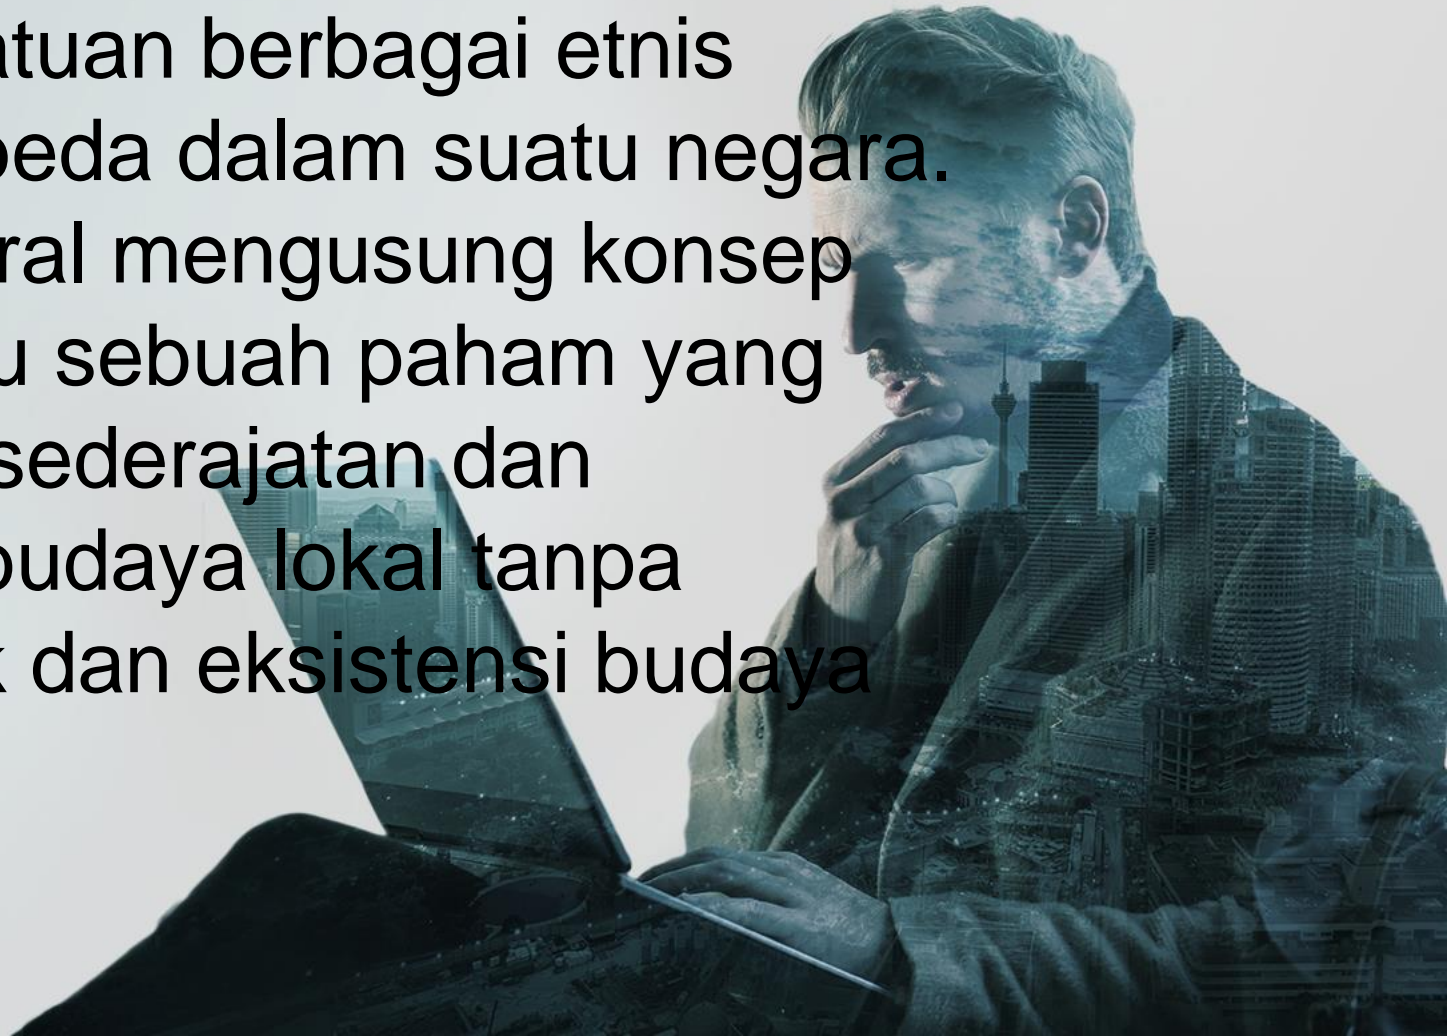 atuan berbagai etnis
beda dalam suatu negara.
ral mengusung konsep
u sebuah paham yang
sederajatan dan
budaya lokal tanpa
k dan eksistensi budaya